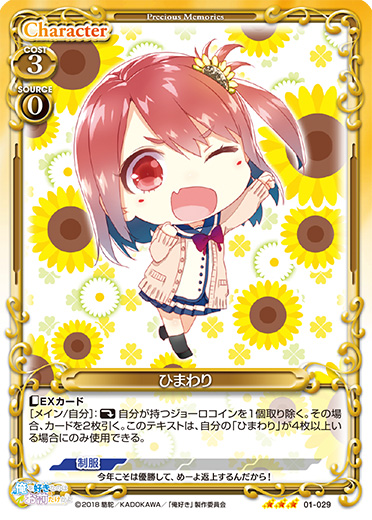 Precious Memories
Character
COST
3
SOURCE
0
ひまわり
EXカード
[メイン/自分]: 自分が持つジョーロコインを1個取り除く。その場
合、カードを2枚引く。このテキストは、自分の「ひまわり」が4枚以上い
る場合にのみ使用できる。
制服
今年こそは優勝して、めーよ返上するんだから!
©2018 駱駝/KADOKAWA/「俺好き」製作委員会
01-029